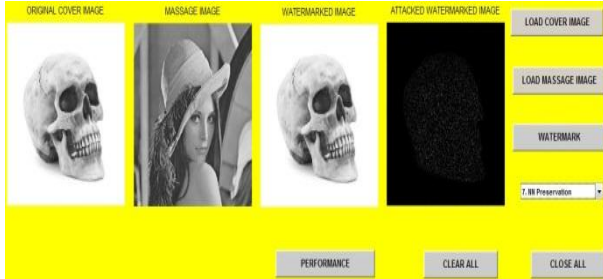 ORIGINAL COVER IMAGE
MASSAGE IMAGE
WATERMARKED IMAGE
ATTACKED WATERMARKED IMAGE
LOAD COVER IMAGE
LOAD MASSAGE IMAGE
WATERMARK
7. NN Preservation
PERFORMANCE
CLEAR ALL
CLOSE ALL